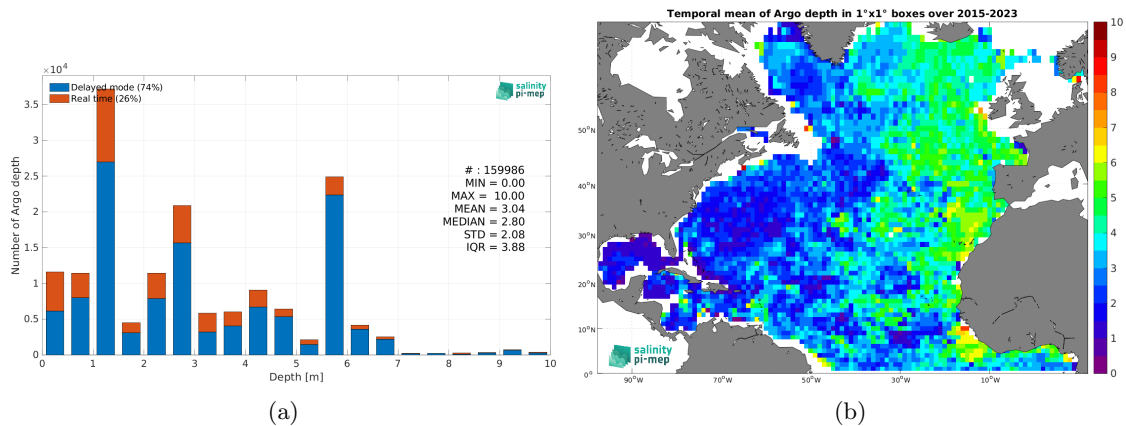 ×10⁴
Delayed mode (74%)
Real time (26%)
salinity
pi-mep
3.5
3
2.5
2
1.5
1
0.5
0
Number of Argo depth
# : 159986
MIN = 0.00
MAX = 10.00
MEAN = 3.04
MEDIAN = 2.80
STD = 2.08
IQR = 3.88
0 1 2 3 4 5 6 7 8 9 10
Depth [m]
(a)
Temporal mean of Argo depth in 1°x1° boxes over 2015-2023
50°N
40°N
30°N
20°N
10°N
0°
90°W 70°W 50°W 30°W 10°W
salinity
pi-mep
10
9
8
7
6
5
4
3
2
1
0
(b)